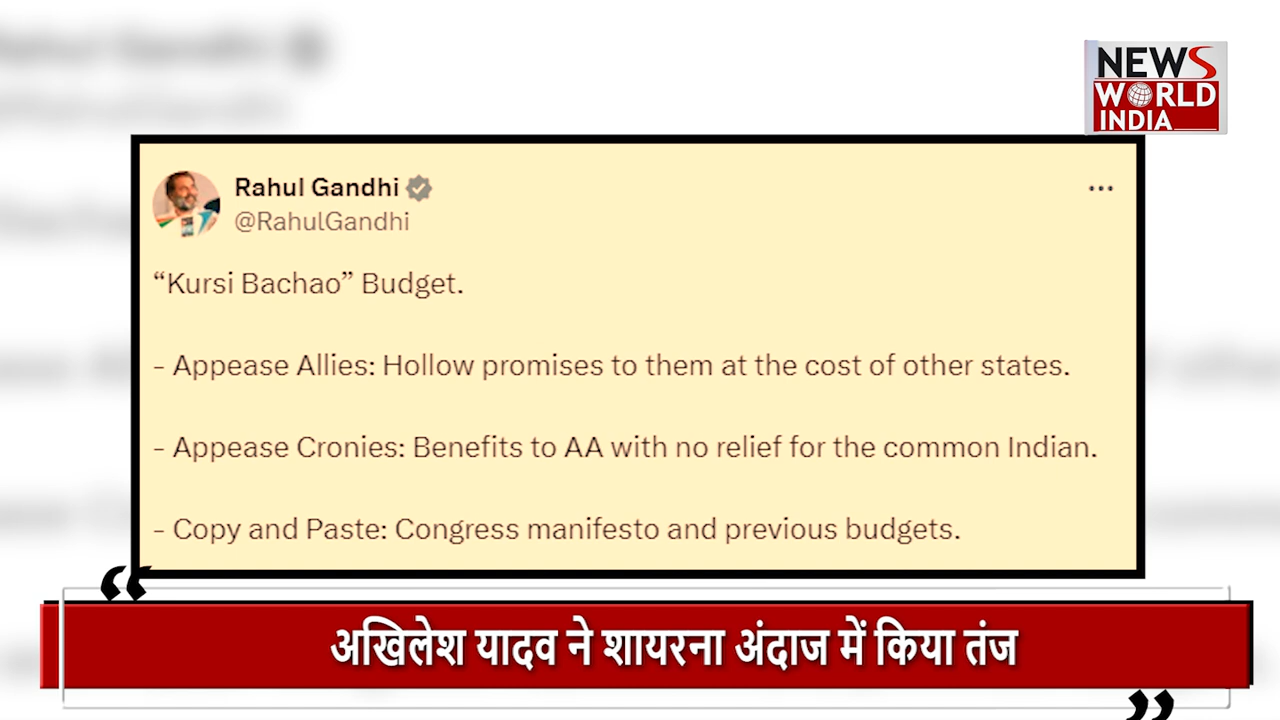 NEWS
WORLD
INDIA
Rahul Gandhi
@RahulGandhi
“Kursi Bachao” Budget.
- Appease Allies: Hollow promises to them at the cost of other states.
- Appease Cronies: Benefits to AA with no relief for the common Indian.
- Copy and Paste: Congress manifesto and previous budgets.
अखिलेश यादव ने शायरना अंदाज में किया तंज